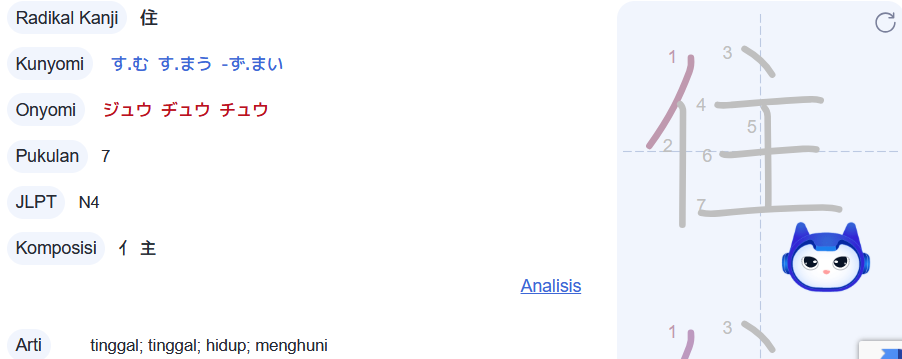 Radikal Kanji 住
Kunyomi す.む す.まう -ず.まい
Onyomi ジュウ ヂュウ チュウ
Pukulan 7
JLPT N4
Komposisi 亻 主
Analisis
Arti tinggal; tinggal; hidup; menghuni
1
3
4
5
2
6
7
1
3